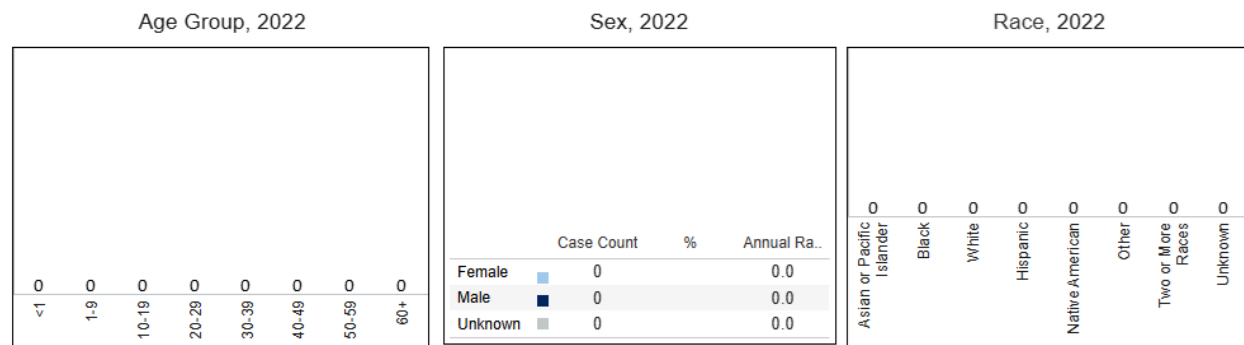 Age Group, 2022
0 0 0 0 0 0 0 0
<1 1-9 10-19 20-29 30-39 40-49 50-59 60+
Sex, 2022
Case Count % Annual Ra..
Female 0 0.0
Male 0 0.0
Unknown 0 0.0
Race, 2022
0 0 0 0 0 0 0 0
Asian or Pacific
Islander
Black
White
Hispanic
Native American
Other
Two or More
Races
Unknown